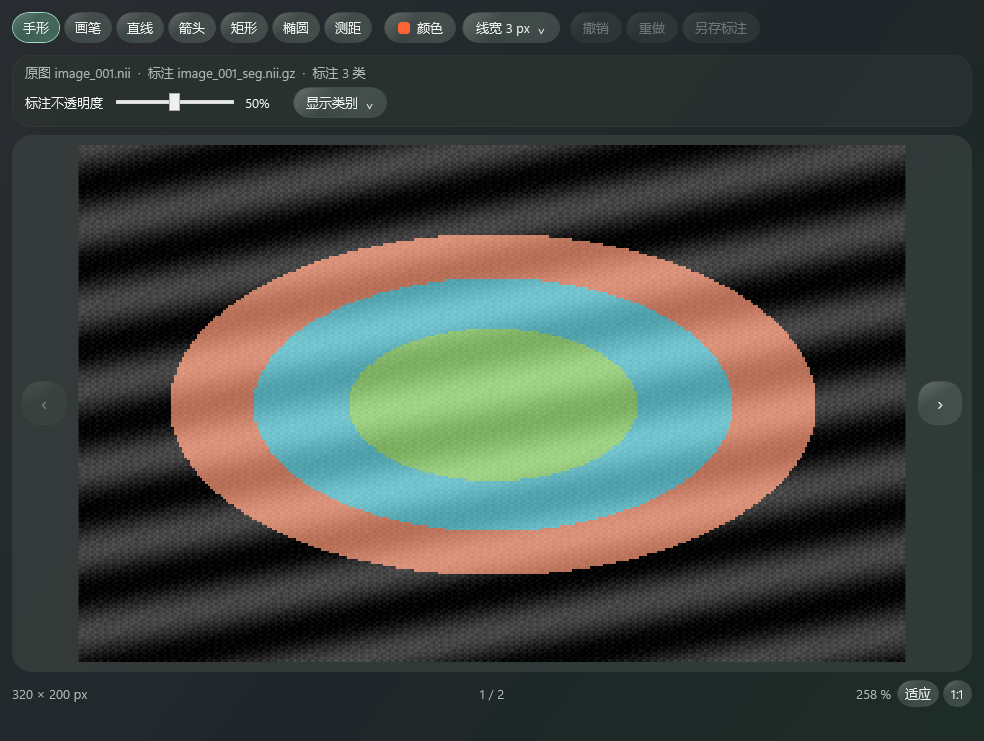 手形 画笔 直线 箭头 矩形 椭圆 测距 颜色 线宽 3 px 撤销 重做 另存标注
原图 image_001.nii · 标注 image_001_seg.nii.gz · 标注 3 类
标注不透明度 50% 显示类别
‹ ›
320 × 200 px 1 / 2 258 % 适应 1:1